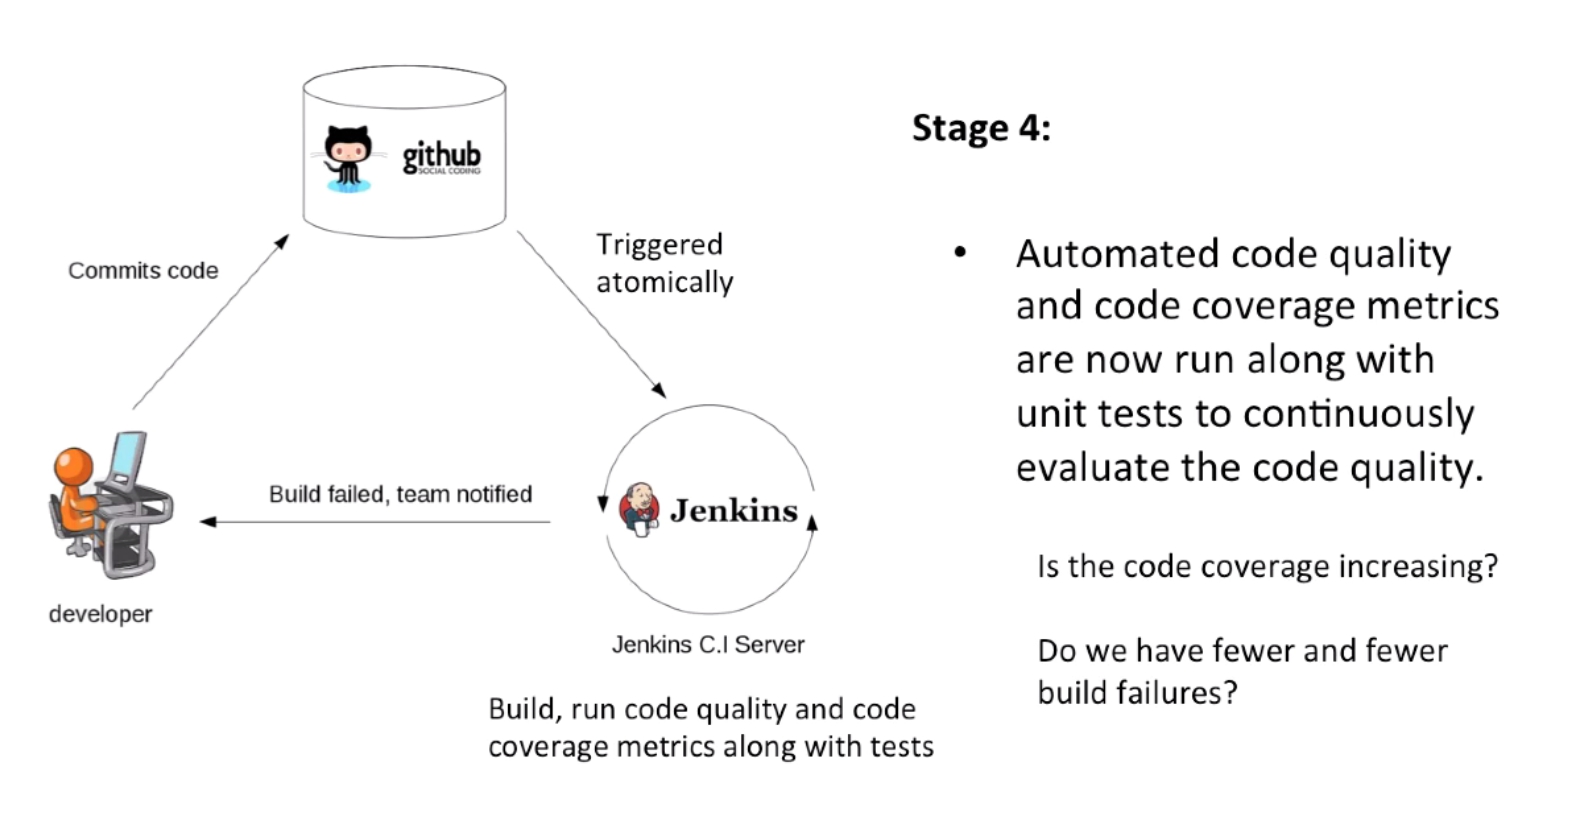 github
SOCIAL CODING
Stage 4:
Commits code
Triggered
atomically
• Automated code quality
and code coverage metrics
are now run along with
unit tests to continuously
evaluate the code quality.
Build failed, team notified
Jenkins
developer
Jenkins C.I Server
Is the code coverage increasing?
Do we have fewer and fewer
build failures?
Build, run code quality and code
coverage metrics along with tests